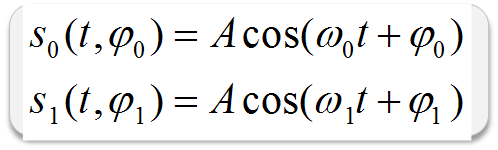 s₀(t,φ₀) = A cos(ω₀t + φ₀)
s₁(t,φ₁) = A cos(ω₁t + φ₁)